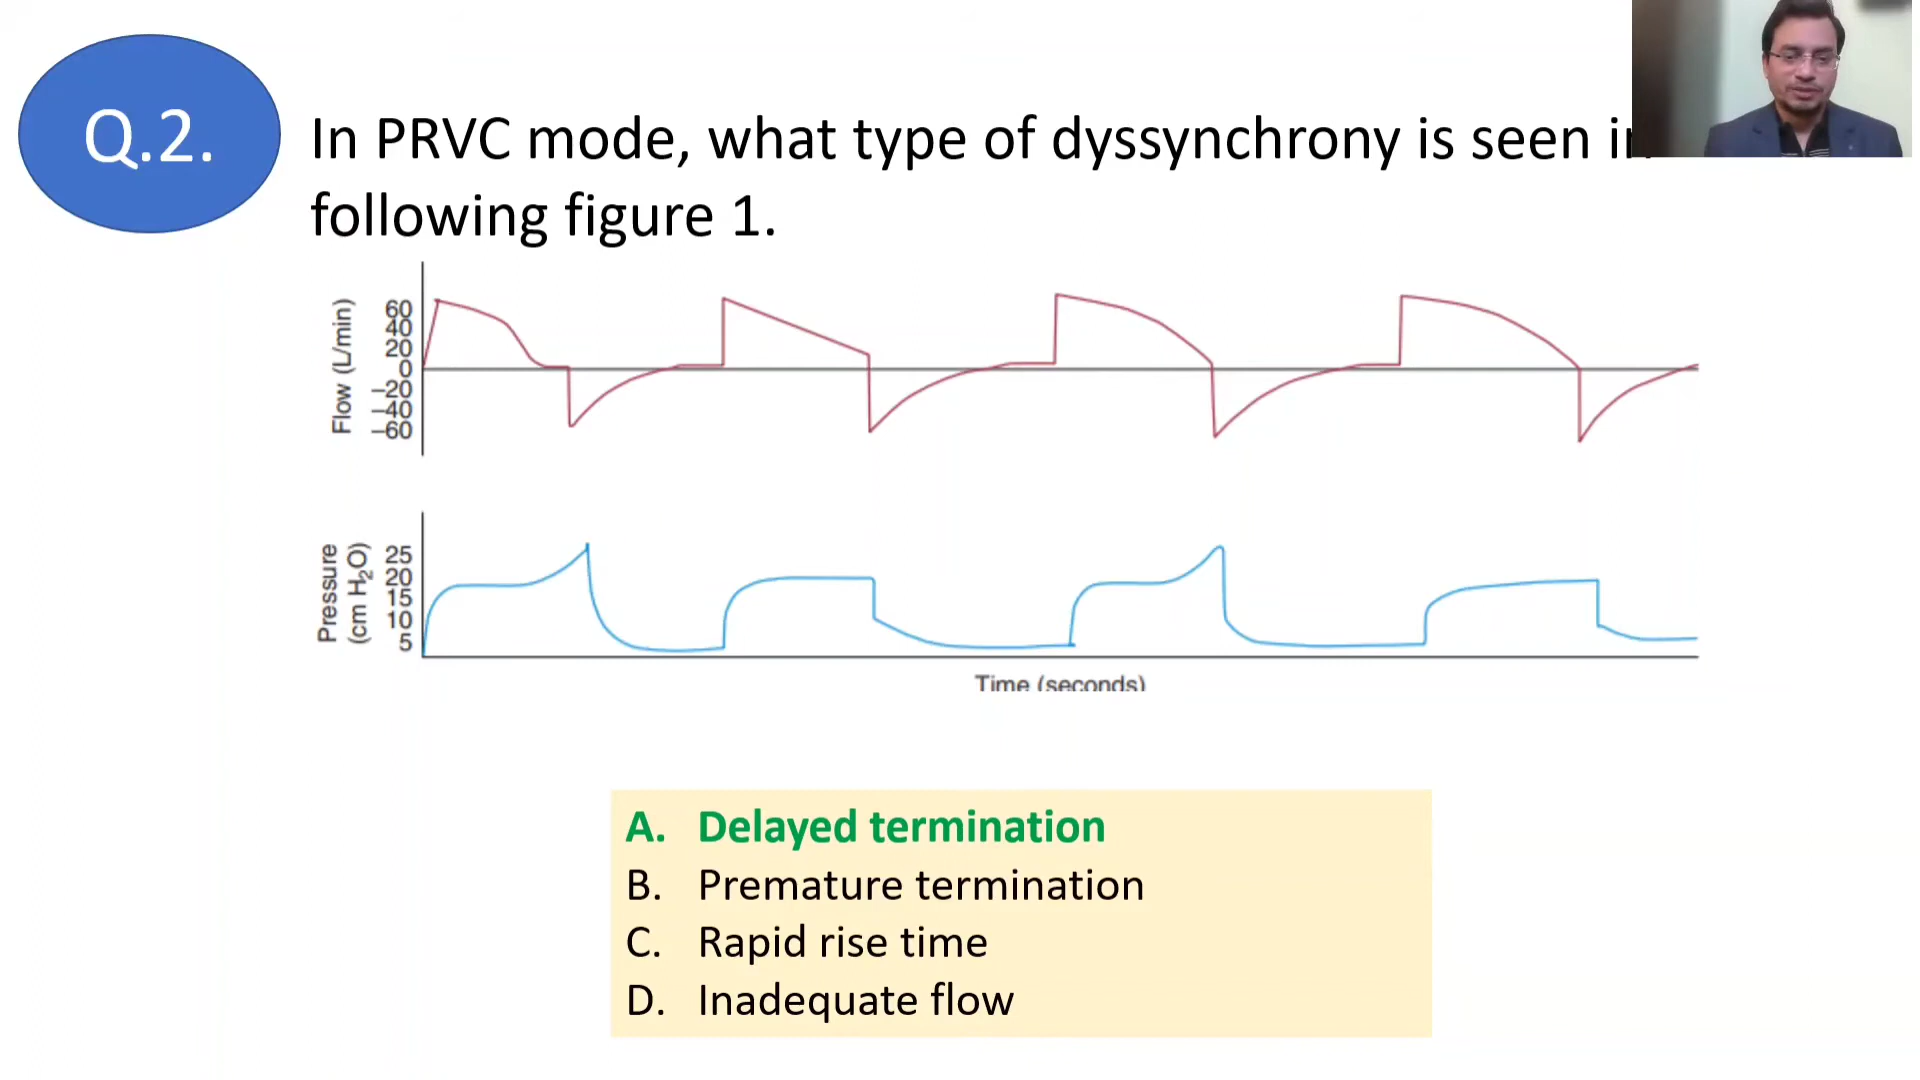 Q.2.
In PRVC mode, what type of dyssynchrony is seen
following figure 1.
Flow (L/min)
60
40
20
0
–20
–40
–60
Pressure
(cm H₂O)
25
20
15
10
5
Time (seconds)
A. Delayed termination
B. Premature termination
C. Rapid rise time
D. Inadequate flow